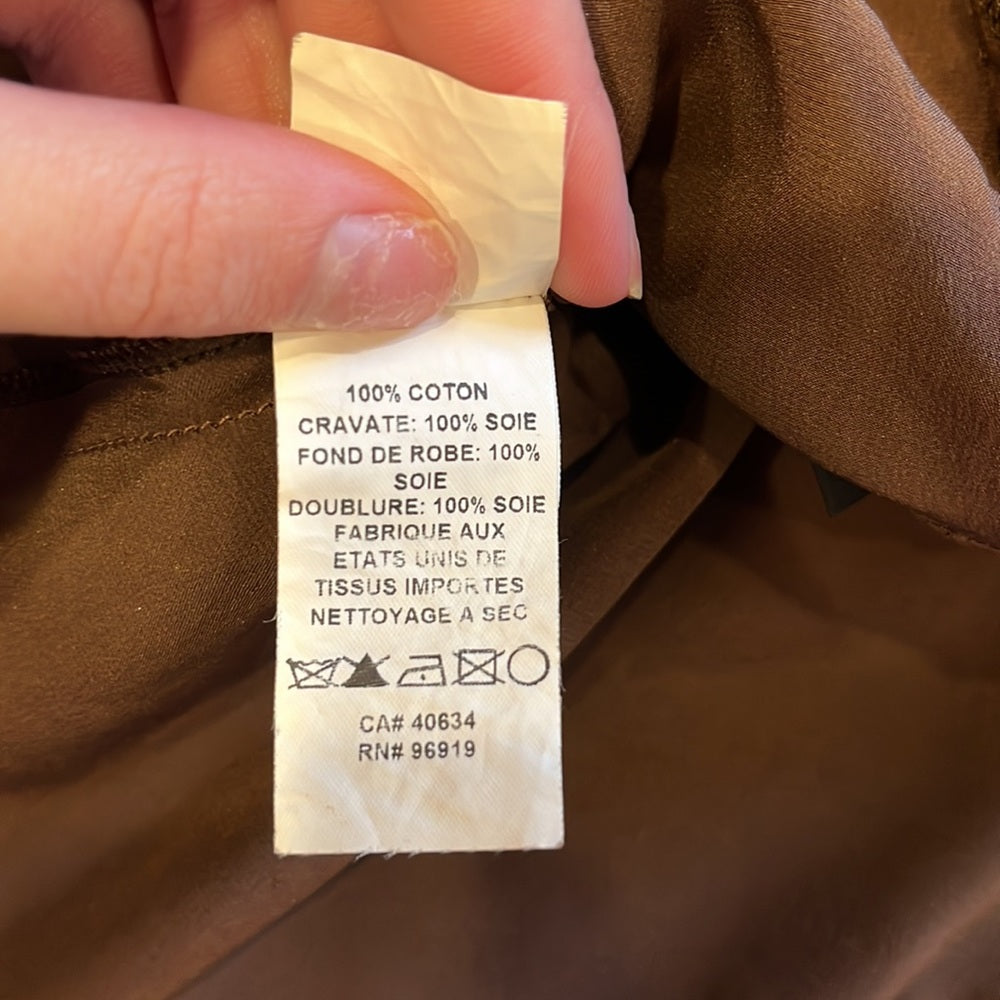 100% COTON
CRAVATE: 100% SOIE
FOND DE ROBE: 100%
SOIE
DOUBLURE: 100% SOIE
FABRIQUE AUX
ETATS UNIS DE
TISSUS IMPORTES
NETTOYAGE A SEC
CA# 40634
RN# 96919